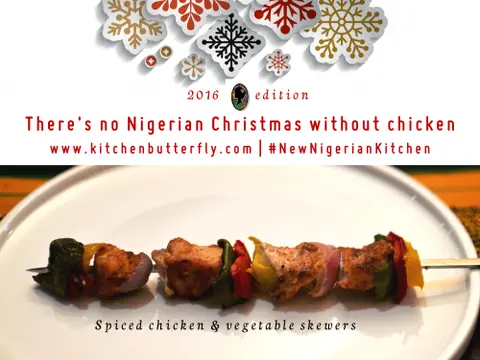 2016 edition
There's no Nigerian Christmas without chicken
www.kitchenbutterfly.com | #NewNigerianKitchen
Spiced chicken & vegetable skewers